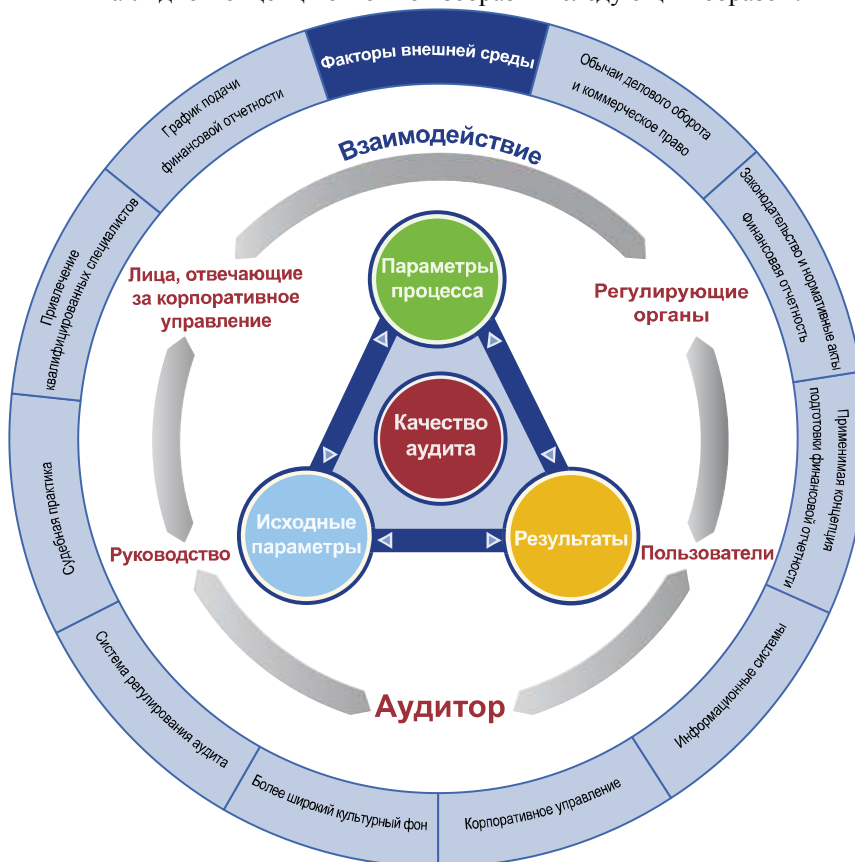 Факторы внешней среды
Обычаи делового оборота
и коммерческое право
Законодательство и нормативные акты
Финансовая отчетность
Применимая концепция
подготовки финансовой отчетности
Информационные системы
Корпоративное управление
Более широкий культурный фон
Система регулирования аудита
Судебная практика
Привлечение
квалифицированных специалистов
График подачи
финансовой отчетности
Взаимодействие
Лица, отвечающие
за корпоративное
управление
Регулирующие
органы
Параметры
процесса
Качество
аудита
Исходные
параметры
Результаты
Руководство
Пользователи
Аудитор